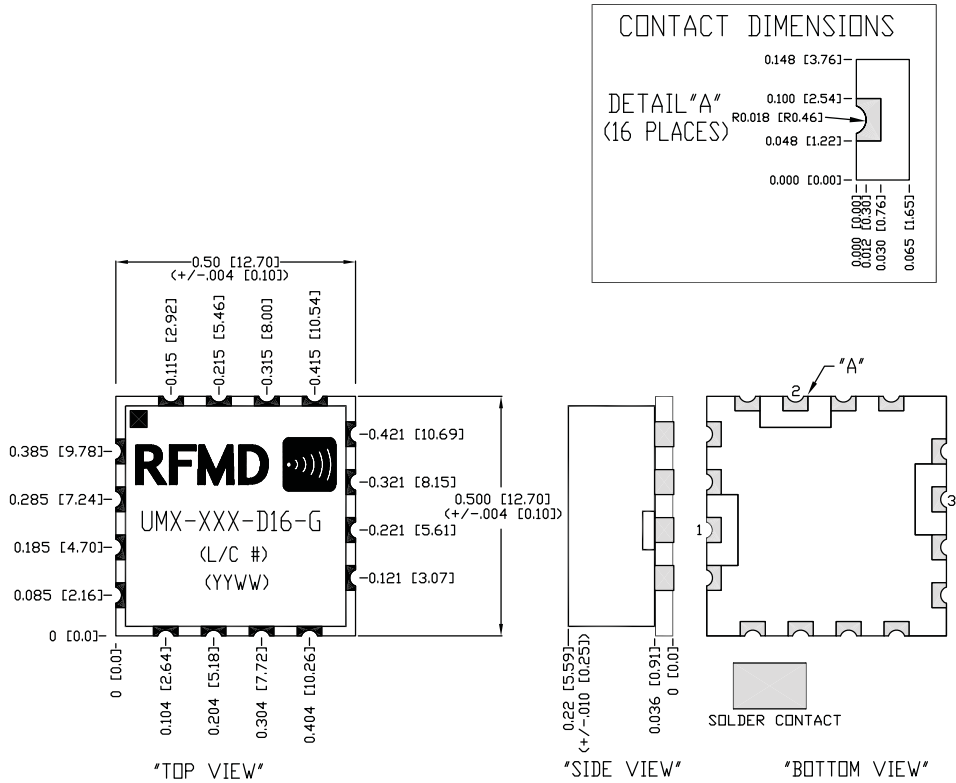 CONTACT DIMENSIONS
0.148 [3.76]
0.100 [2.54]
DETAIL"A"
(16 PLACES)
R0.018 [R0.46]
0.048 [1.22]
0.000 [0.00]
0.000 [0.00]
0.012 [0.30]
0.030 [0.76]
0.065 [1.65]
0.50 [12.70]
(+/-.004 [0.10])
0.115 [2.92]
0.215 [5.46]
0.315 [8.00]
0.415 [10.54]
0.385 [9.78]
0.285 [7.24]
0.185 [4.70]
0.085 [2.16]
0 [0.0]
RFMD
UMX-XXX-D16-G
(L/C #)
(YYWW)
0.421 [10.69]
0.321 [8.15]
0.221 [5.61]
0.121 [3.07]
0.500 [12.70]
(+/-.004 [0.10])
0 [0.0]
0.104 [2.64]
0.204 [5.18]
0.304 [7.72]
0.404 [10.26]
"TOP VIEW"
0.22 [5.59]
(+/-.010 [0.25])
0.036 [0.91]
0 [0.0]
"SIDE VIEW"
"A"
2
1
3
SOLDER CONTACT
"BOTTOM VIEW"